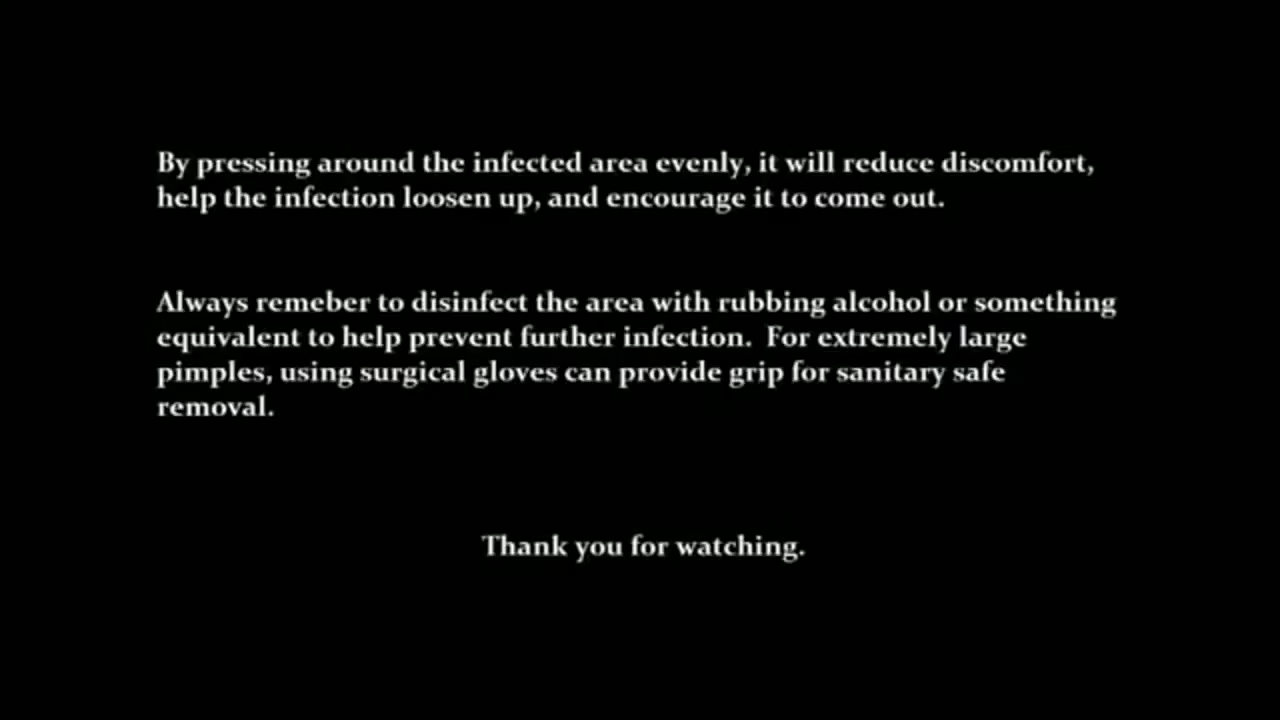 By pressing around the infected area evenly, it will reduce discomfort,
help the infection loosen up, and encourage it to come out.
Always remeber to disinfect the area with rubbing alcohol or something
equivalent to help prevent further infection.  For extremely large
pimples, using surgical gloves can provide grip for sanitary safe
removal.
Thank you for watching.